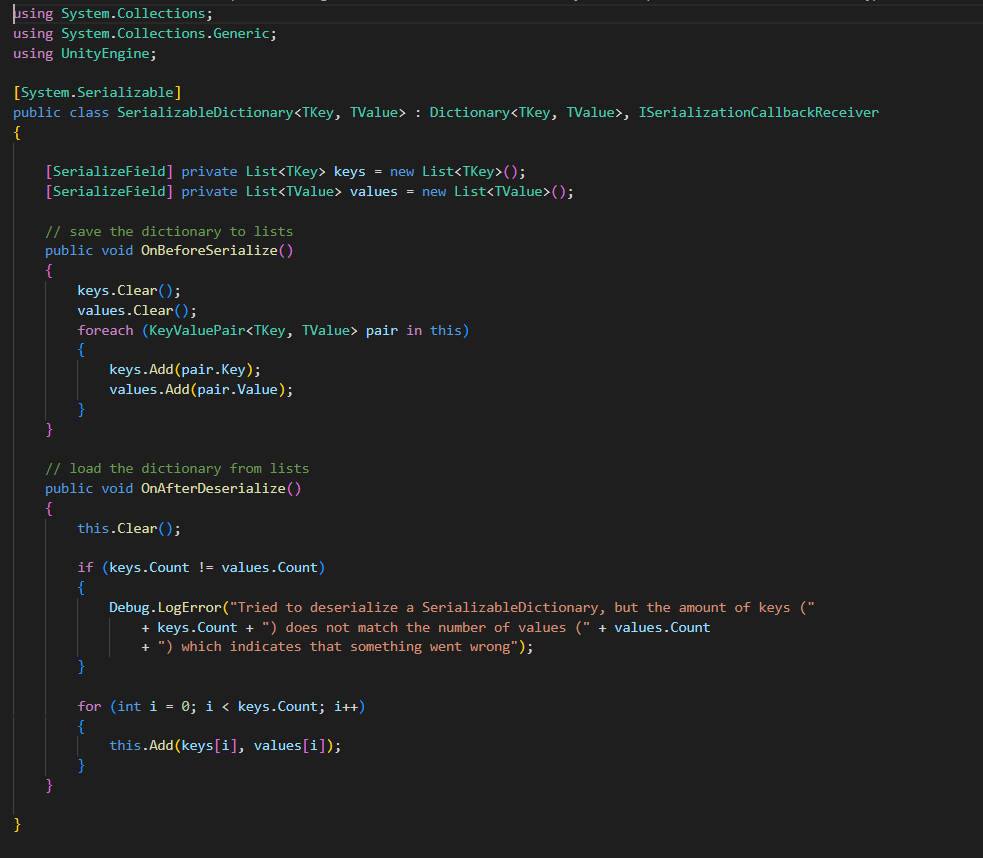 using System.Collections;
using System.Collections.Generic;
using UnityEngine;

[System.Serializable]
public class SerializableDictionary<TKey, TValue> : Dictionary<TKey, TValue>, ISerializationCallbackReceiver
{

    [SerializeField] private List<TKey> keys = new List<TKey>();
    [SerializeField] private List<TValue> values = new List<TValue>();

    // save the dictionary to lists
    public void OnBeforeSerialize()
    {
        keys.Clear();
        values.Clear();
        foreach (KeyValuePair<TKey, TValue> pair in this)
        {
            keys.Add(pair.Key);
            values.Add(pair.Value);
        }
    }

    // load the dictionary from lists
    public void OnAfterDeserialize()
    {
        this.Clear();

        if (keys.Count != values.Count)
        {
            Debug.LogError("Tried to deserialize a SerializableDictionary, but the amount of keys ("
                + keys.Count + ") does not match the number of values (" + values.Count
                + ") which indicates that something went wrong");
        }

        for (int i = 0; i < keys.Count; i++)
        {
            this.Add(keys[i], values[i]);
        }
    }

}